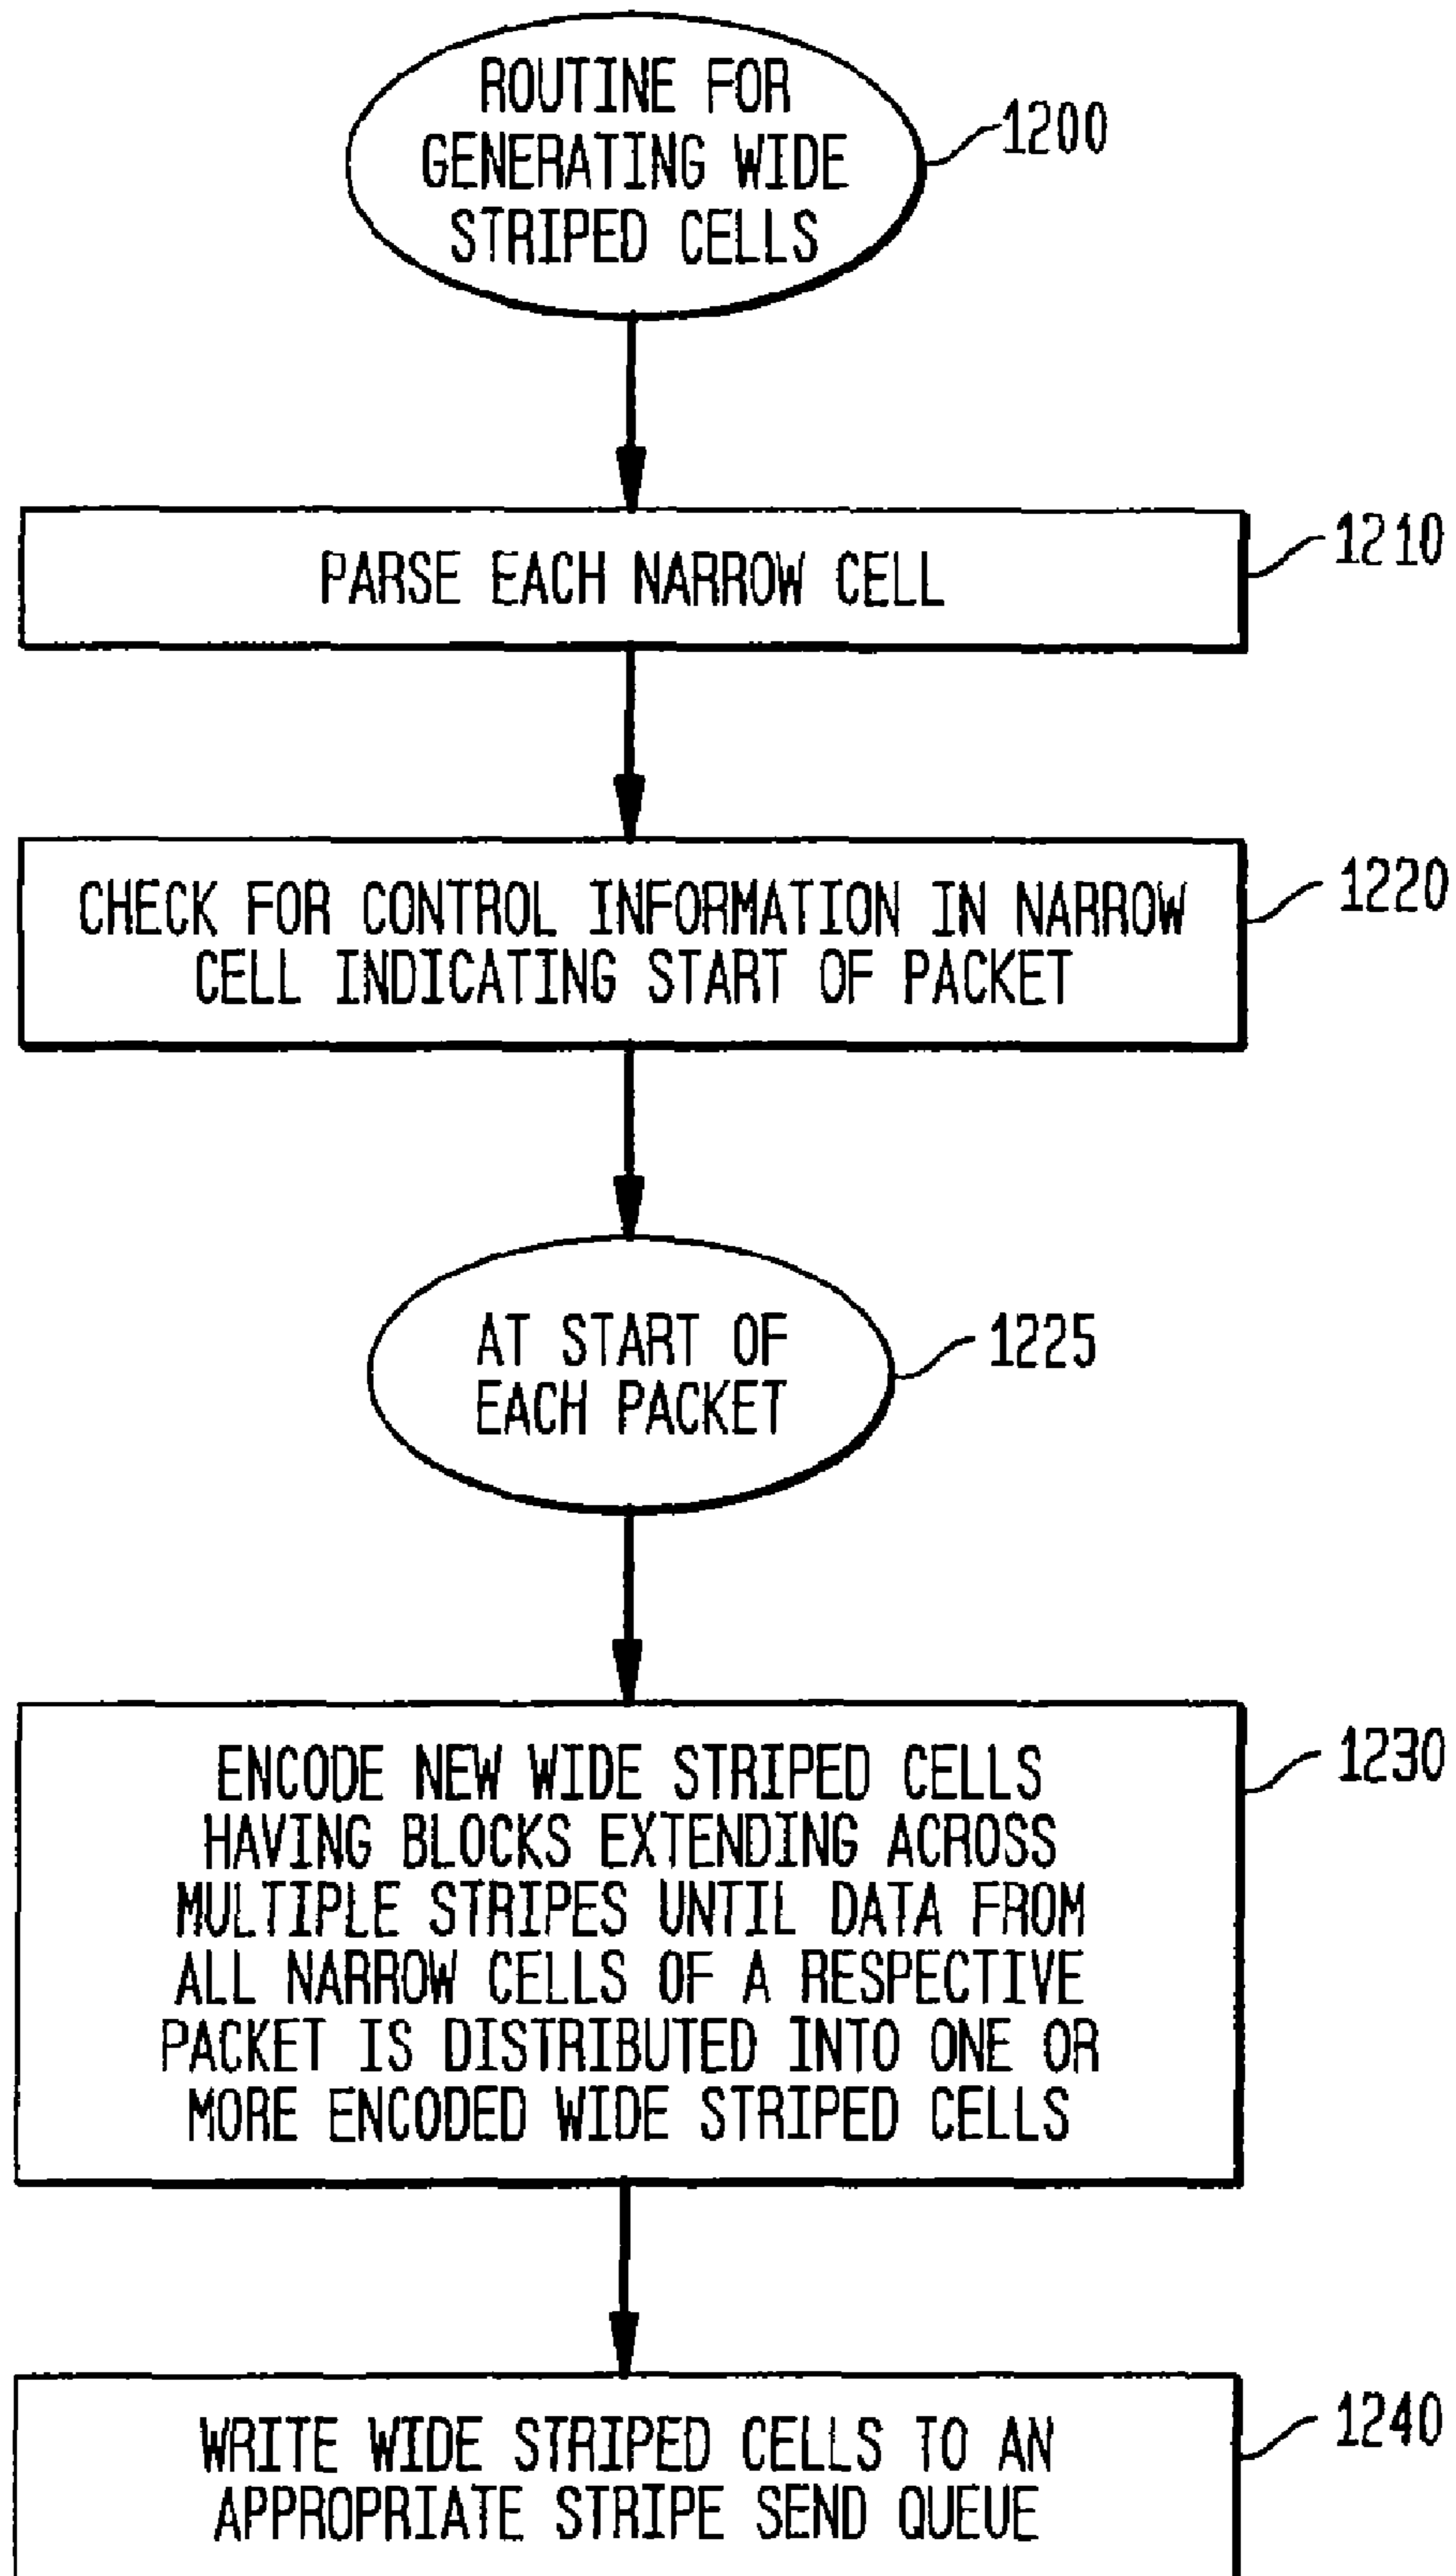 ROUTINE FOR
GENERATING WIDE
STRIPED CELLS
1200
PARSE EACH NARROW CELL
1210
CHECK FOR CONTROL INFORMATION IN NARROW
CELL INDICATING START OF PACKET
1220
AT START OF
EACH PACKET
1225
ENCODE NEW WIDE STRIPED CELLS
HAVING BLOCKS EXTENDING ACROSS
MULTIPLE STRIPES UNTIL DATA FROM
ALL NARROW CELLS OF A RESPECTIVE
PACKET IS DISTRIBUTED INTO ONE OR
MORE ENCODED WIDE STRIPED CELLS
1230
WRITE WIDE STRIPED CELLS TO AN
APPROPRIATE STRIPE SEND QUEUE
1240